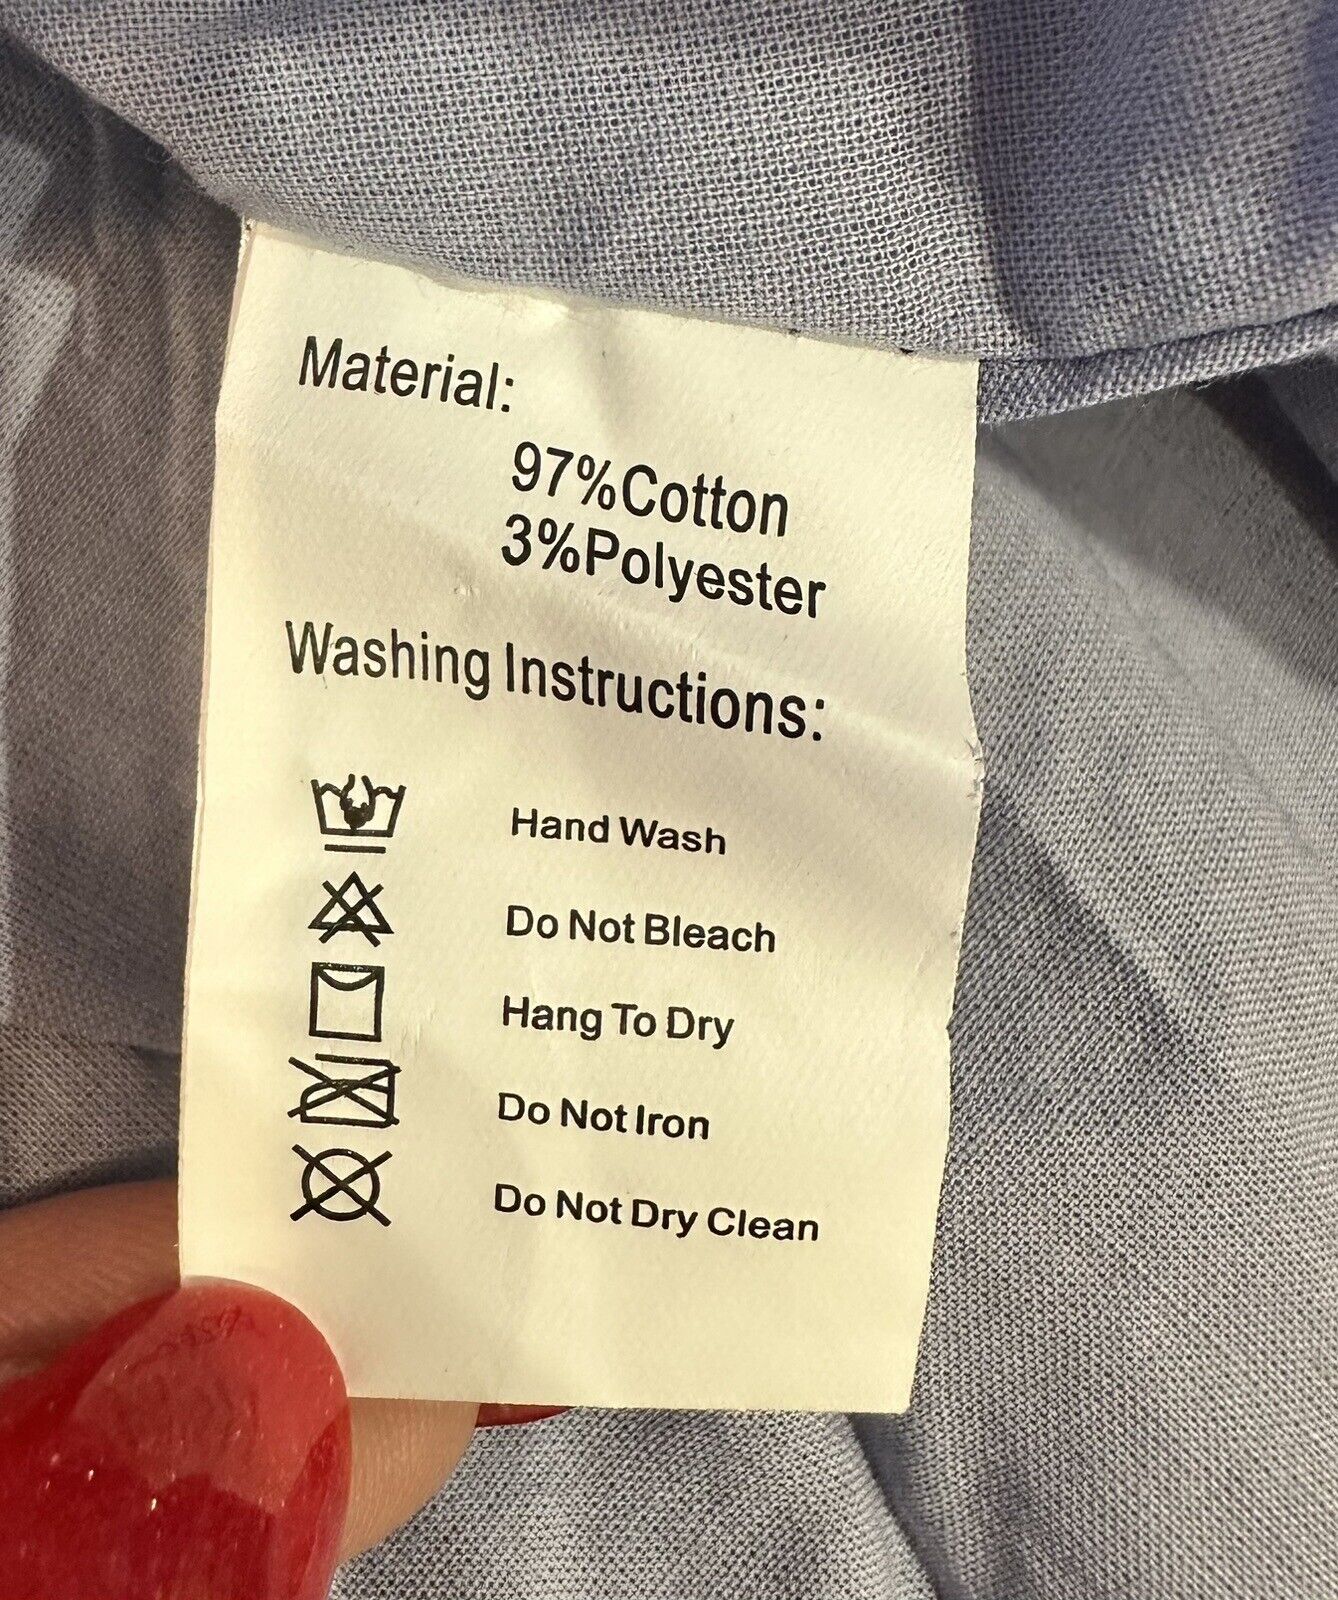 Material:
97%Cotton
3%Polyester
Washing Instructions:
Hand Wash
Do Not Bleach
Hang To Dry
Do Not Iron
Do Not Dry Clean